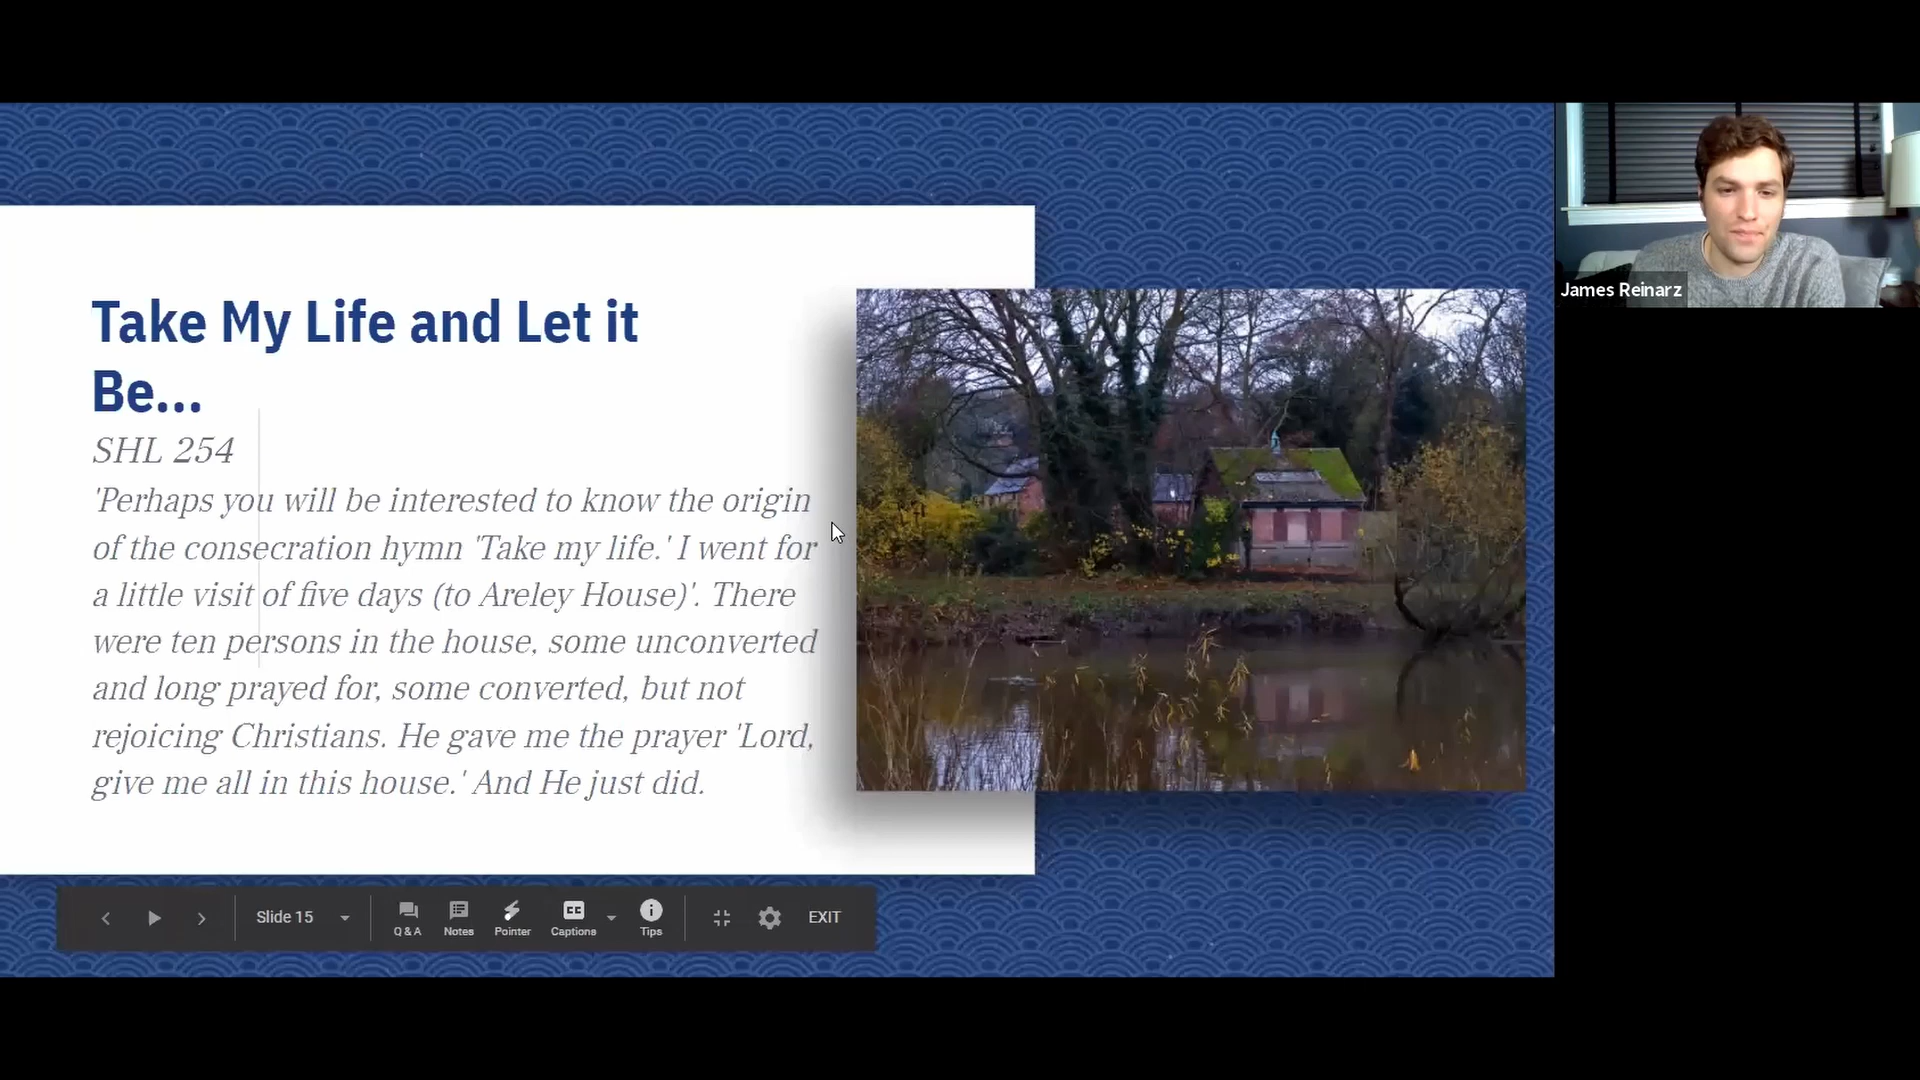 Take My Life and Let it
Be...
SHL 254
'Perhaps you will be interested to know the origin
of the consecration hymn 'Take my life.' I went for
a little visit of five days (to Areley House)'. There
were ten persons in the house, some unconverted
and long prayed for, some converted, but not
rejoicing Christians. He gave me the prayer 'Lord,
give me all in this house.' And He just did.
James Reinarz
Slide 15
Q & A
Notes
Pointer
CC
Captions
Tips
EXIT